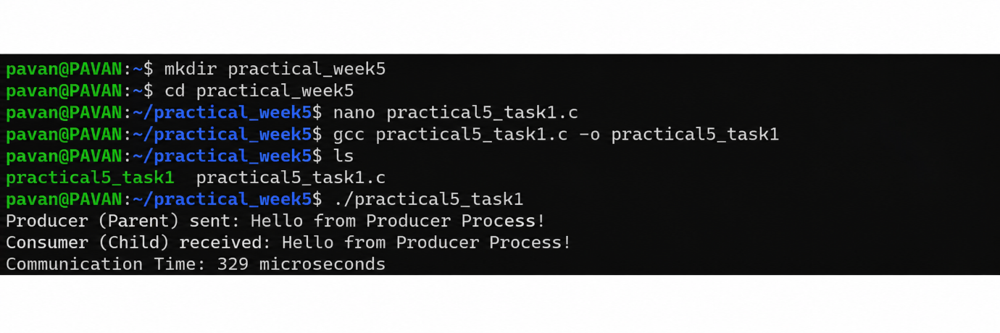 pavan@PAVAN:~$ mkdir practical_week5
pavan@PAVAN:~$ cd practical_week5
pavan@PAVAN:~/practical_week5$ nano practical5_task1.c
pavan@PAVAN:~/practical_week5$ gcc practical5_task1.c -o practical5_task1
pavan@PAVAN:~/practical_week5$ ls
practical5_task1  practical5_task1.c
pavan@PAVAN:~/practical_week5$ ./practical5_task1
Producer (Parent) sent: Hello from Producer Process!
Consumer (Child) received: Hello from Producer Process!
Communication Time: 329 microseconds